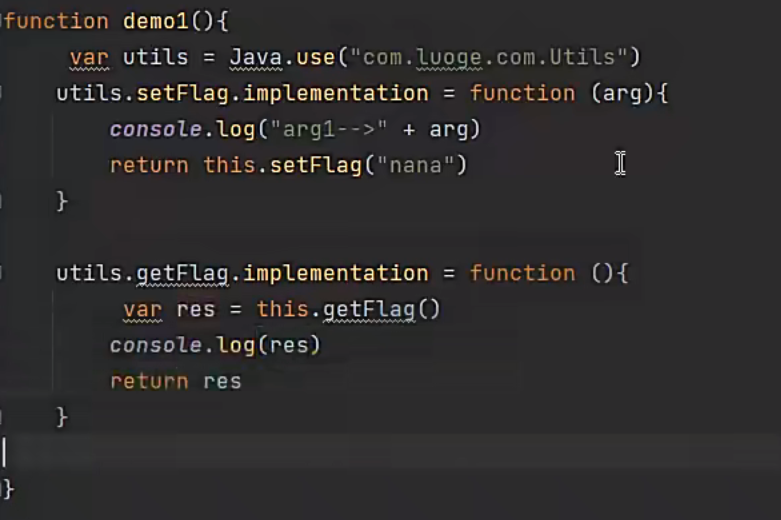 function demo1(){
var utils = Java.use("com.luoge.com.Utils")
utils.setFlag.implementation = function (arg){
console.log("arg1-->" + arg)
return this.setFlag("nana")
}
utils.getFlag.implementation = function (){
var res = this.getFlag()
console.log(res)
return res
}
}